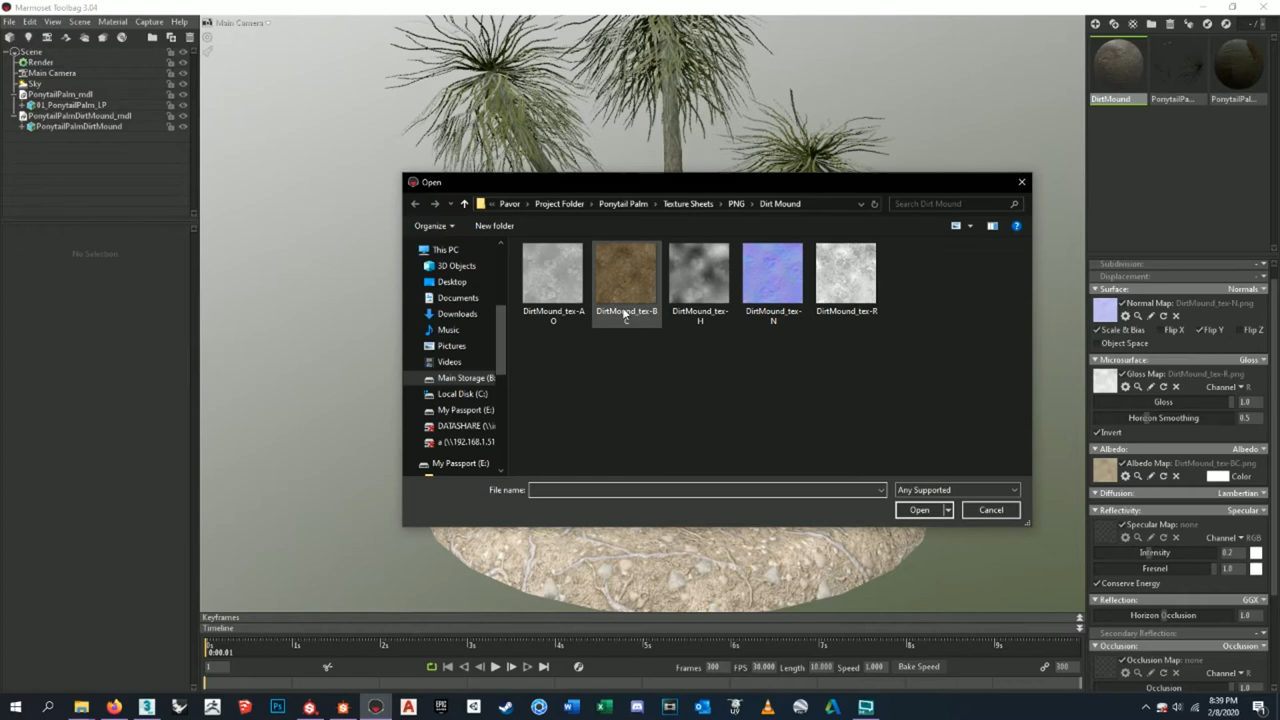 Marmoset Toolbag 3.04
File Edit View Scene Material Capture Help
Main Camera
Scene
Render
Main Camera
Sky
PonytailPalm_mdl
01_PonytailPalm_LP
PonytailPalmDirtMound_mdl
PonytailPalmDirtMound
No Selection
DirtMound PonytailPa... PonytailPal...
Open
« Pavor › Project Folder › Ponytail Palm › Texture Sheets › PNG › Dirt Mound
Search Dirt Mound
Organize New folder
This PC
3D Objects
Desktop
Documents
Downloads
Music
Pictures
Videos
Main Storage (B:
Local Disk (C:)
My Passport (E:)
DATASHARE (\\
a (\\192.168.1.51
My Passport (E:)
DirtMound_tex-AO
DirtMound_tex-BC
DirtMound_tex-H
DirtMound_tex-N
DirtMound_tex-R
File name:
Any Supported
Open Cancel
Subdivision:
Displacement:
Surface: Normals
Normal Map: DirtMound_tex-N.png
Scale & Bias Flip X Flip Y Flip Z
Object Space
Microsurface: Gloss
Gloss Map: DirtMound_tex-R.png
Channel R
Gloss 1.0
Horizon Smoothing 0.5
Invert
Albedo: Albedo
Albedo Map: DirtMound_tex-BC.png
Color
Diffusion: Lambertian
Reflectivity: Specular
Specular Map: none
Channel RGB
Intensity 0.2
Fresnel 1.0
Conserve Energy
Reflection: GGX
Horizon Occlusion 1.0
Secondary Reflection:
Occlusion: Occlusion
Occlusion Map: none
Channel R
Occlusion 1.0
Keyframes
Timeline
0:00.01
1s 2s 3s 4s 5s 6s 7s 8s 9s
1
Frames 300 FPS 30.000 Length 10.000 Speed 1.000 Bake Speed
300
8:39 PM
2/8/2020